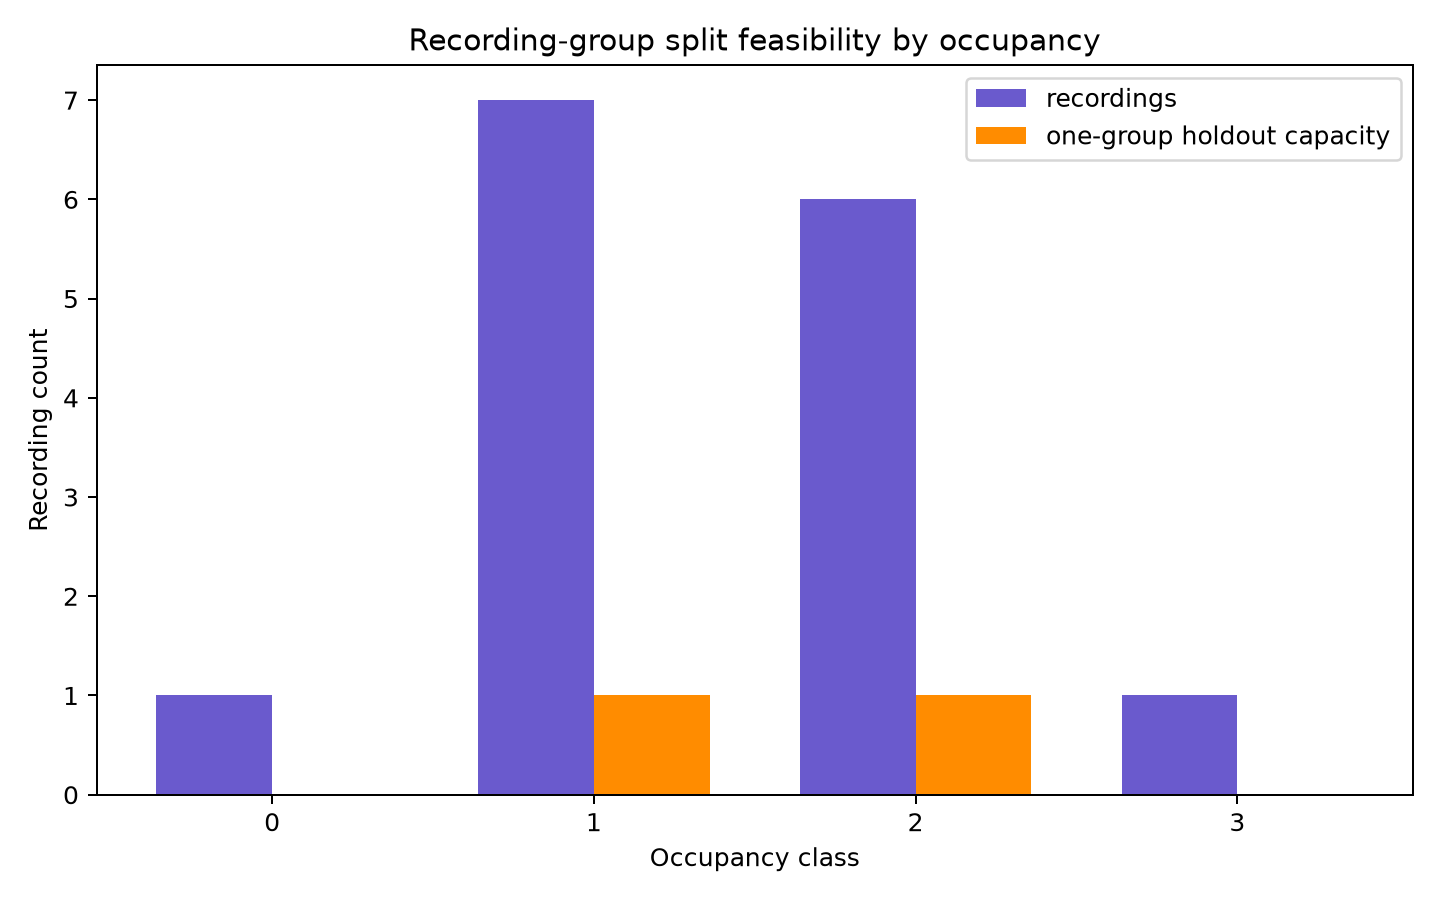 Recording-group split feasibility by occupancy
recordings
one-group holdout capacity
Recording count
7
6
5
4
3
2
1
0
0 1 2 3
Occupancy class